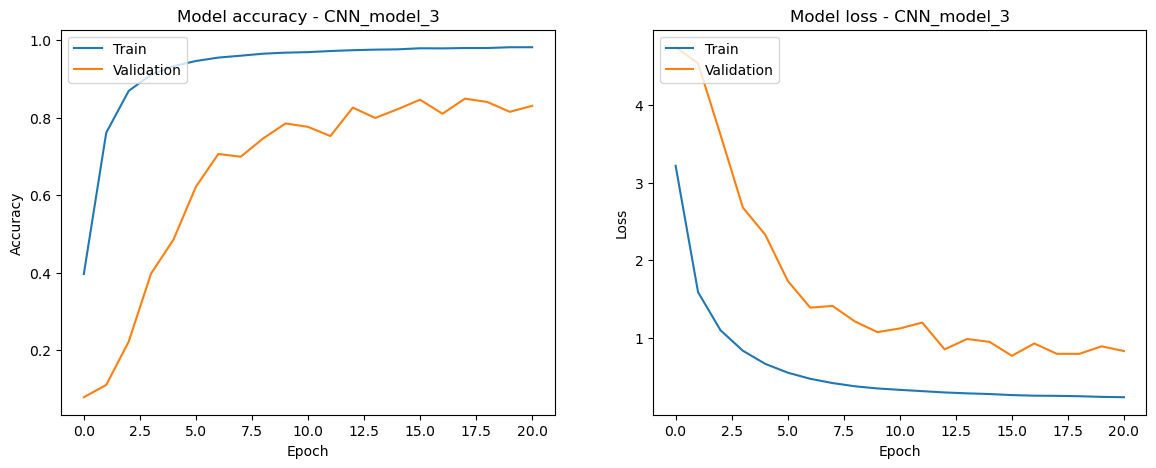 Model accuracy - CNN_model_3
Train
Validation
1.0
0.8
0.6
0.4
0.2
Accuracy
0.0 2.5 5.0 7.5 10.0 12.5 15.0 17.5 20.0
Epoch
Model loss - CNN_model_3
Train
Validation
4
3
2
1
Loss
0.0 2.5 5.0 7.5 10.0 12.5 15.0 17.5 20.0
Epoch